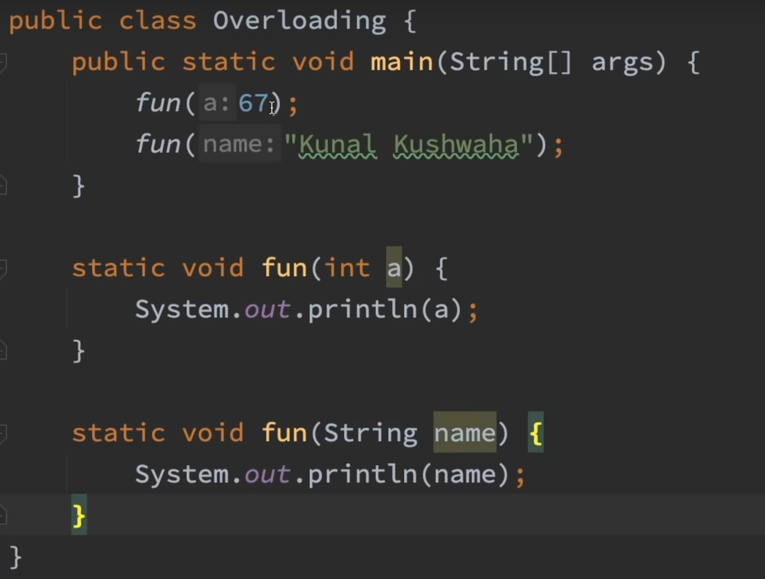 public class Overloading {
public static void main(String[] args) {
fun( a: 67);
fun( name: "Kunal Kushwaha");
}
static void fun(int a) {
System.out.println(a);
}
static void fun(String name) {
System.out.println(name);
}
}